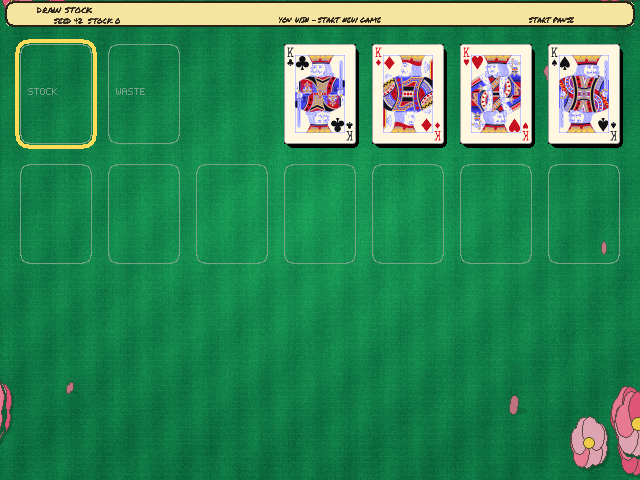 DRAW STOCK
SEED 42 STOCK 0
YOU WIN - START NEW GAME
START PAUSE
STOCK
WASTE
K
K
K
K
K
K
K
K